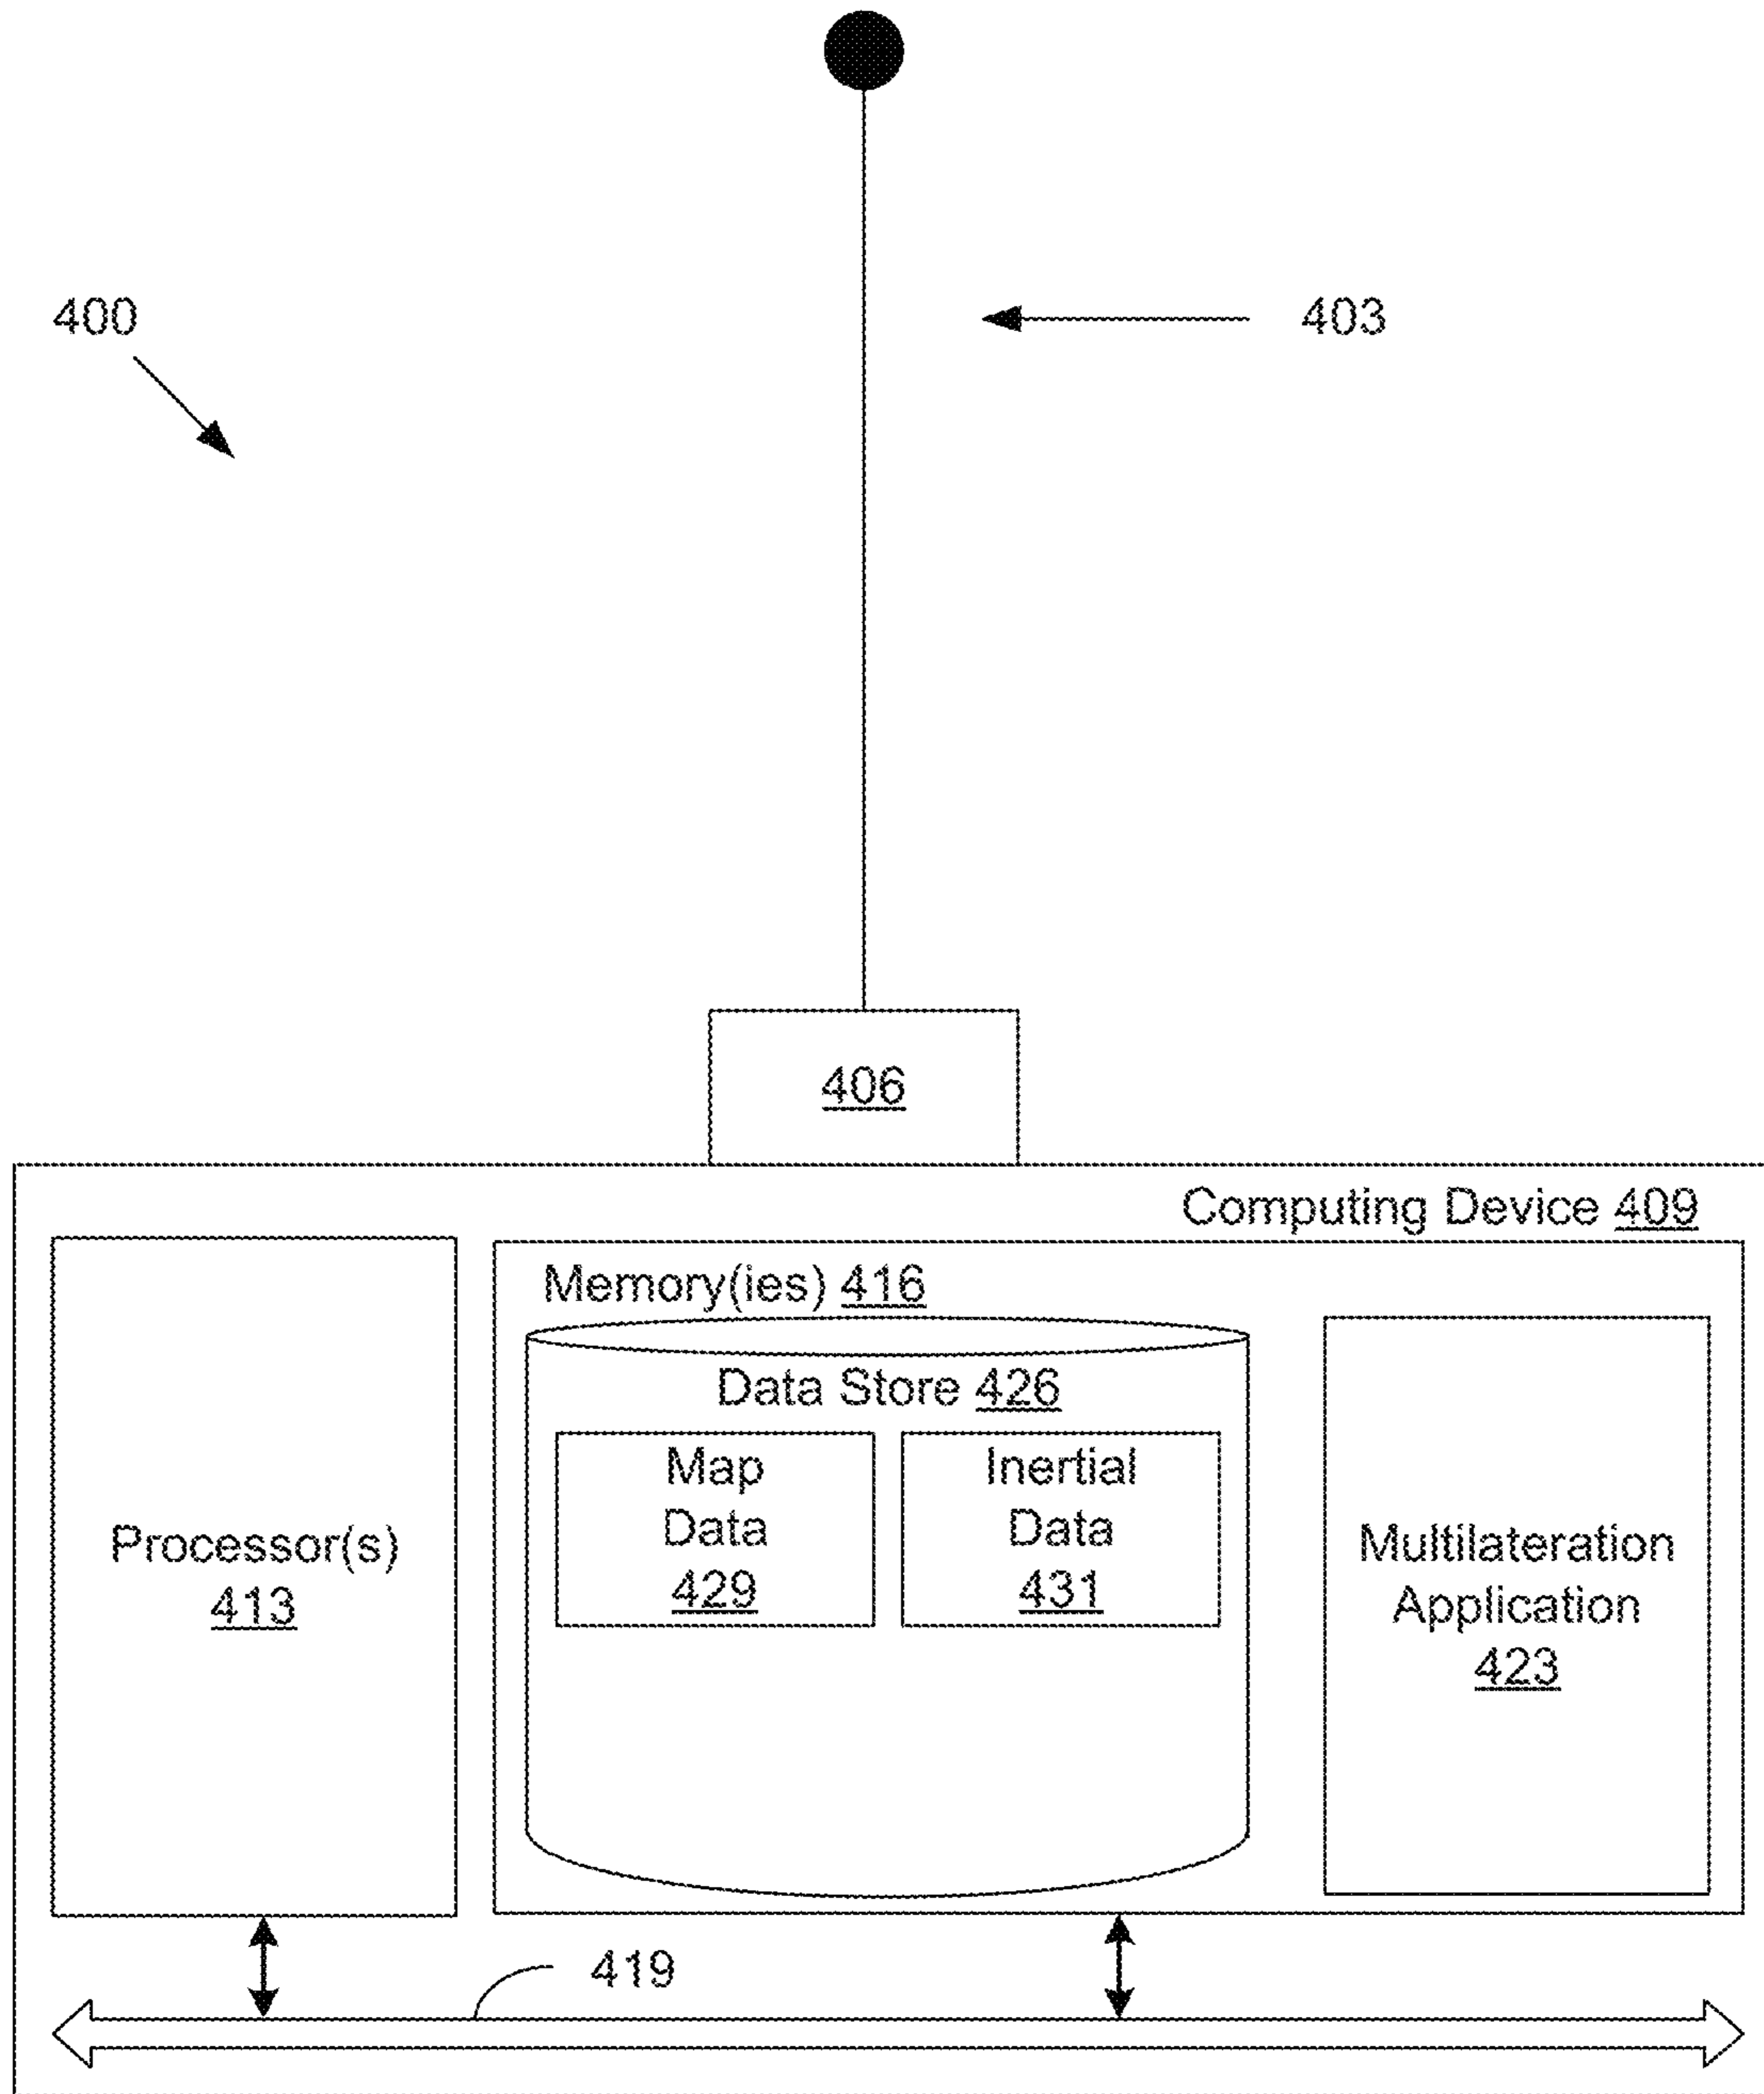 400
403
406
Computing Device 409
Memory(ies) 416
Data Store 426
Map
Data
429
Inertial
Data
431
Processor(s)
413
Multilateration
Application
423
419